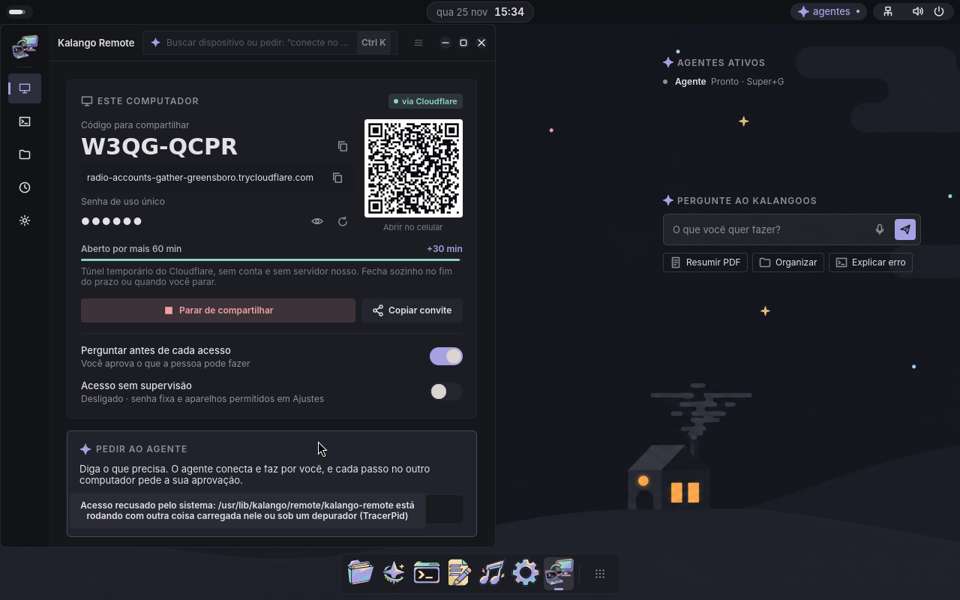 qua 25 nov 15:34
agentes
Kalango Remote
Buscar dispositivo ou pedir: "conecte no ...
Ctrl K
ESTE COMPUTADOR
via Cloudflare
Código para compartilhar
W3QG-QCPR
radio-accounts-gather-greensboro.trycloudflare.com
Senha de uso único
Abrir no celular
Aberto por mais 60 min
+30 min
Túnel temporário do Cloudflare, sem conta e sem servidor nosso. Fecha sozinho no fim
do prazo ou quando você parar.
Parar de compartilhar
Copiar convite
Perguntar antes de cada acesso
Você aprova o que a pessoa pode fazer
Acesso sem supervisão
Desligado · senha fixa e aparelhos permitidos em Ajustes
PEDIR AO AGENTE
Diga o que precisa. O agente conecta e faz por você, e cada passo no outro
computador pede a sua aprovação.
Acesso recusado pelo sistema: /usr/lib/kalango/remote/kalango-remote está
rodando com outra coisa carregada nele ou sob um depurador (TracerPid)
AGENTES ATIVOS
Agente Pronto · Super+G
PERGUNTE AO KALANGOOS
O que você quer fazer?
Resumir PDF
Organizar
Explicar erro